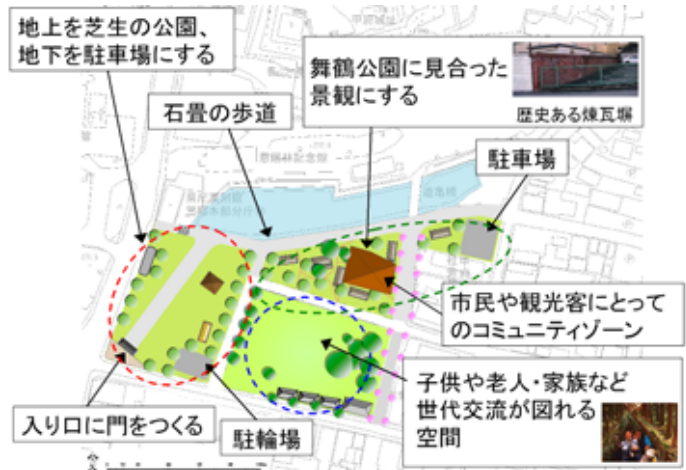 地上を芝生の公園、
地下を駐車場にする
舞鶴公園に見合った
景観にする
歴史ある煉瓦塀
石畳の歩道
駐車場
市民や観光客にとって
のコミュニティゾーン
子供や老人・家族など
世代交流が図れる
空間
入り口に門をつくる
駐輪場